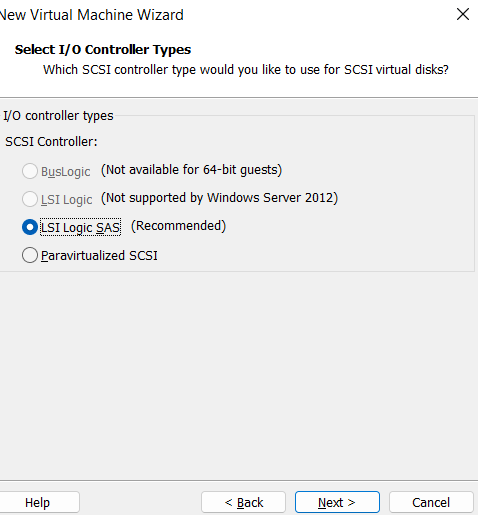 New Virtual Machine Wizard
Select I/O Controller Types
Which SCSI controller type would you like to use for SCSI virtual disks?
I/O controller types
SCSI Controller:
BusLogic (Not available for 64-bit guests)
LSI Logic (Not supported by Windows Server 2012)
LSI Logic SAS (Recommended)
Paravirtualized SCSI
Help
< Back
Next >
Cancel